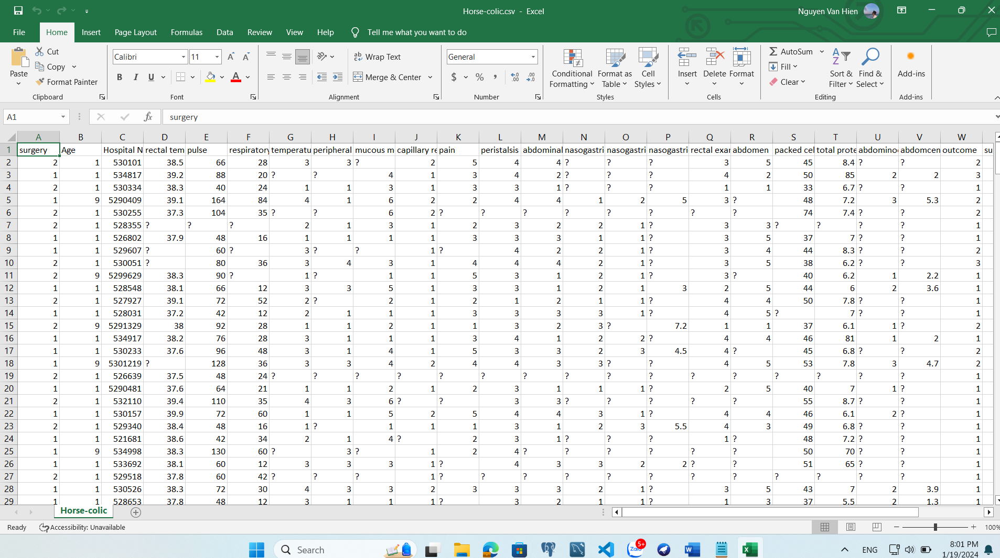 Horse-colic.csv - Excel
Nguyen Van Hien
File Home Insert Page Layout Formulas Data Review View Help Tell me what you want to do
Paste
Cut
Copy
Format Painter
Clipboard
Calibri 11
B I U A
Font
ab Wrap Text
Merge & Center
Alignment
General
$ % ,
Number
Conditional Formatting
Format as Table
Cell Styles
Styles
Insert
Delete
Format
Cells
AutoSum
Fill
Clear
Sort & Filter
Find & Select
Editing
Add-ins
Add-ins
A1 fx surgery
A B C D E F G H I J K L M N O P Q R S T U V W
1 surgery Age Hospital N rectal tem pulse respiratory temperatu peripheral mucous m capillary re pain peristalsis abdominal nasogastri nasogastri nasogastri rectal exar abdomen packed cel total prote abdominoc abdomcen outcome su
2 2 1 530101 38.5 66 28 3 3 ? 2 5 4 4 ? ? ? 3 5 45 8.4 ? ? 2
3 1 1 534817 39.2 88 20 ? ? 4 1 3 4 2 ? ? ? 4 2 50 85 2 2 3
4 2 1 530334 38.3 40 24 1 1 3 1 3 3 1 ? ? ? 1 1 33 6.7 ? ? 1
5 1 9 5290409 39.1 164 84 4 1 6 2 2 4 4 1 2 5 3 ? 48 7.2 3 5.3 2
6 2 1 530255 37.3 104 35 ? ? 6 2 ? ? ? ? ? ? ? ? 74 7.4 ? ? 2
7 2 1 528355 ? ? ? 2 1 3 1 2 3 2 2 1 ? 3 3 ? ? ? ? 1
8 1 1 526802 37.9 48 16 1 1 1 1 3 3 3 1 1 ? 3 5 37 7 ? ? 1
9 1 1 529607 ? 60 ? 3 ? ? 1 ? 4 2 2 1 ? 3 4 44 8.3 ? ? 2
10 2 1 530051 ? 80 36 3 4 3 1 4 4 4 2 1 ? 3 5 38 6.2 ? ? 3
11 2 9 5299629 38.3 90 ? 1 ? 1 1 5 3 1 2 1 ? 3 ? 40 6.2 1 2.2 1
12 1 1 528548 38.1 66 12 3 3 5 1 3 3 1 2 1 3 2 5 44 6 2 3.6 1
13 2 1 527927 39.1 72 52 2 ? 2 1 2 1 2 1 1 ? 4 4 50 7.8 ? ? 1
14 1 1 528031 37.2 42 12 2 1 1 1 3 3 3 3 1 ? 4 5 ? 7 ? ? 1
15 2 9 5291329 38 92 28 1 1 2 1 1 3 2 3 ? 7.2 1 1 37 6.1 1 ? 2
16 1 1 534917 38.2 76 28 3 1 1 1 3 4 1 2 2 ? 4 4 46 81 1 2 1
17 1 1 530233 37.6 96 48 3 1 4 1 5 3 3 2 3 4.5 4 ? 45 6.8 ? ? 2
18 1 9 5301219 ? 128 36 3 3 4 2 4 4 3 3 ? ? 4 5 53 7.8 3 4.7 2
19 2 1 526639 37.5 48 24 ? ? ? ? ? ? ? ? ? ? ? ? ? ? ? ? 1
20 1 1 5290481 37.6 64 21 1 1 2 1 2 3 1 1 1 ? 2 5 40 7 1 ? 1
21 2 1 532110 39.4 110 35 4 3 6 ? ? 3 3 ? ? ? ? ? 55 8.7 ? ? 1
22 1 1 530157 39.9 72 60 1 1 5 2 5 4 4 3 1 ? 4 4 46 6.1 2 ? 1
23 2 1 529340 38.4 48 16 1 ? 1 1 1 3 1 2 3 5.5 4 3 49 6.8 ? ? 1
24 1 1 521681 38.6 42 34 2 1 4 ? 2 3 1 ? ? ? 1 ? 48 7.2 ? ? 1
25 1 9 534998 38.3 130 60 ? 3 ? 1 2 4 ? ? ? ? ? ? 50 70 ? ? 1
26 1 1 533692 38.1 60 12 3 3 3 1 ? 4 3 3 2 2 ? ? 51 65 ? ? 1
27 2 1 529518 37.8 60 42 ? ? ? 1 ? ? ? ? ? ? ? ? ? ? ? ? 1
28 1 1 530526 38.3 72 30 4 3 3 2 3 3 3 2 1 ? 3 5 43 7 2 3.9 1
29 1 1 528653 37.8 48 12 3 1 1 1 ? 3 2 1 1 ? 1 3 37 5.5 2 1.3 1
Horse-colic
Ready Accessibility: Unavailable 100%
Search Zalo 5+ ENG 8:01 PM
1/19/2024